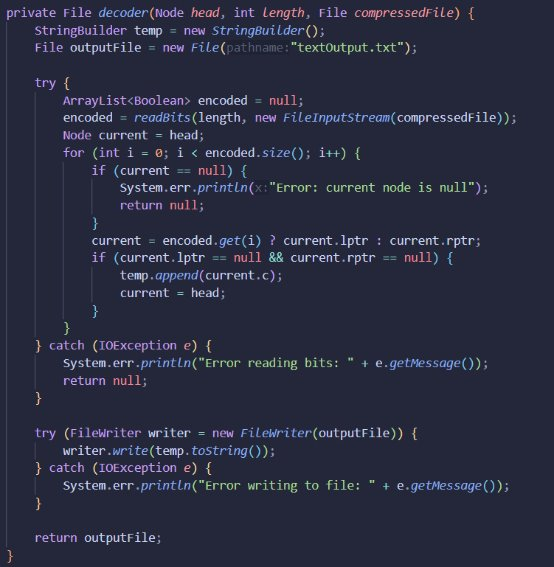 private File decoder(Node head, int length, File compressedFile) {
    StringBuilder temp = new StringBuilder();
    File outputFile = new File(pathname:"textOutput.txt");

    try {
        ArrayList<Boolean> encoded = null;
        encoded = readBits(length, new FileInputStream(compressedFile));
        Node current = head;
        for (int i = 0; i < encoded.size(); i++) {
            if (current == null) {
                System.err.println(x:"Error: current node is null");
                return null;
            }
            current = encoded.get(i) ? current.lptr : current.rptr;
            if (current.lptr == null && current.rptr == null) {
                temp.append(current.c);
                current = head;
            }
        }
    } catch (IOException e) {
        System.err.println("Error reading bits: " + e.getMessage());
        return null;
    }

    try (FileWriter writer = new FileWriter(outputFile)) {
        writer.write(temp.toString());
    } catch (IOException e) {
        System.err.println("Error writing to file: " + e.getMessage());
    }

    return outputFile;
}